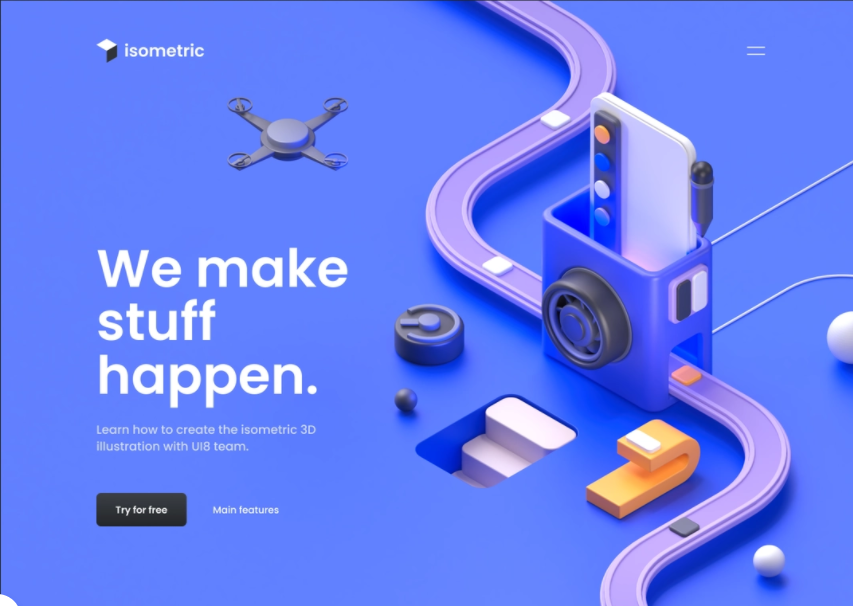 isometric
We make
stuff
happen.
Learn how to create the isometric 3D
illustration with UI8 team.
Try for free
Main features